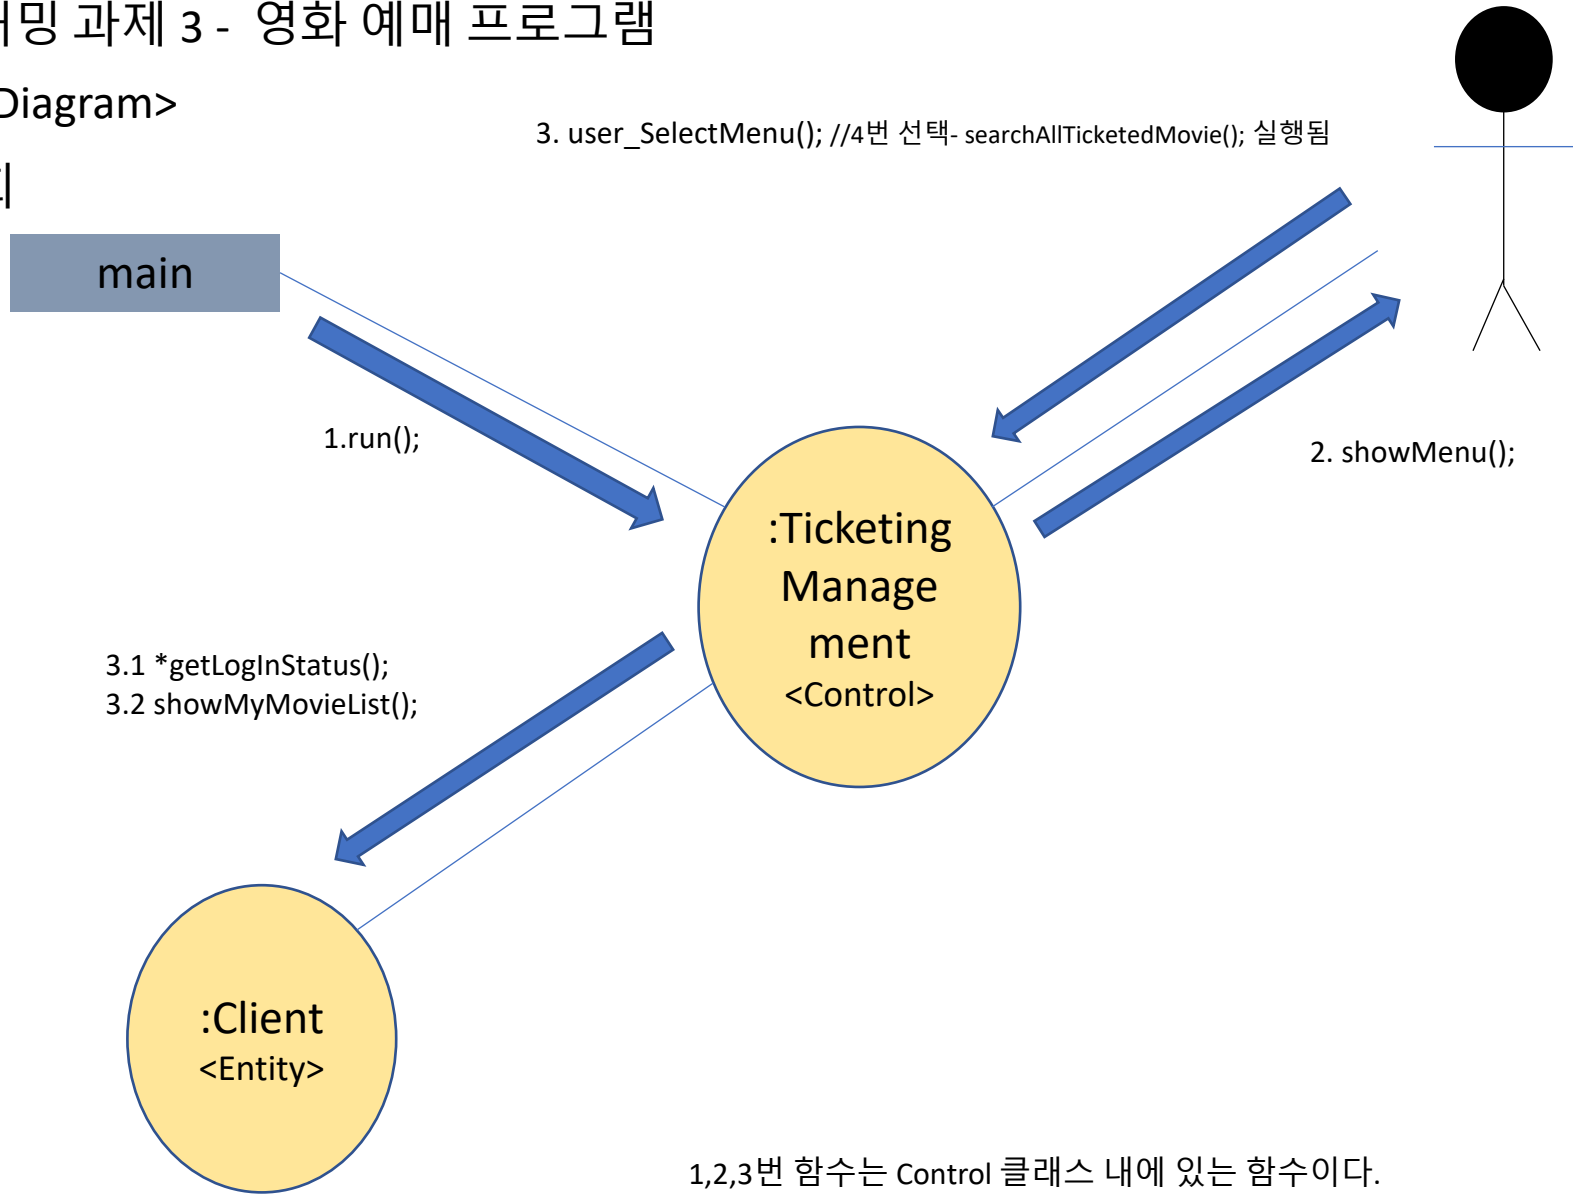 과제 3 - 영화 예매 프로그램
Diagram>
3. user_SelectMenu(); //4번 선택- searchAllTicketedMovie(); 실행됨
main
1.run();
2. showMenu();
:Ticketing
Manage
ment
<Control>
3.1 *getLogInStatus();
3.2 showMyMovieList();
:Client
<Entity>
1,2,3번 함수는 Control 클래스 내에 있는 함수이다.